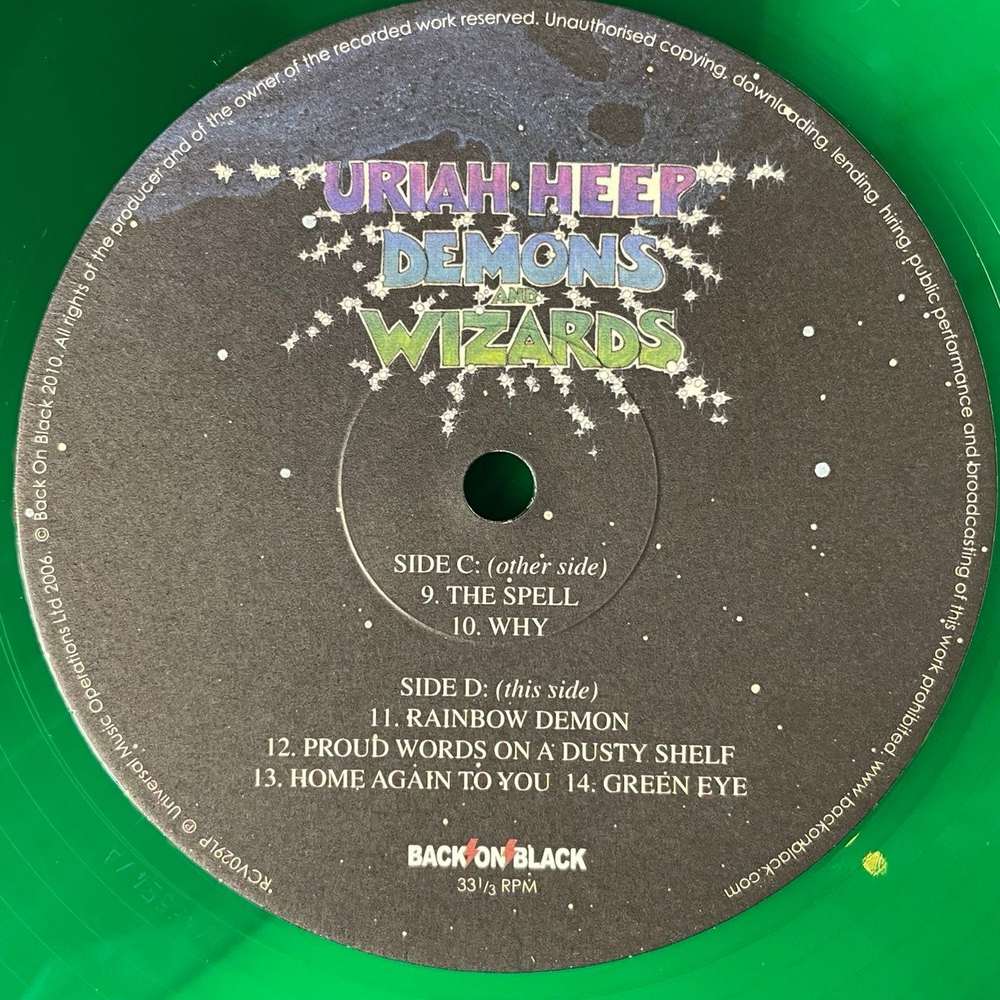 URIAH HEEP
DEMONS
AND
WIZARDS
SIDE C: (other side)
9. THE SPELL
10. WHY
SIDE D: (this side)
11. RAINBOW DEMON
12. PROUD WORDS ON A DUSTY SHELF
13. HOME AGAIN TO YOU 14. GREEN EYE
BACK ON BLACK
33 1/3 RPM
RCV029LP ℗ Universal Music Operations Ltd 2006. © Back On Black 2010. All rights of the producer and of the owner of the recorded work reserved. Unauthorised copying, downloading, lending, hiring, public performance and broadcasting of this work prohibited. www.backonblack.com